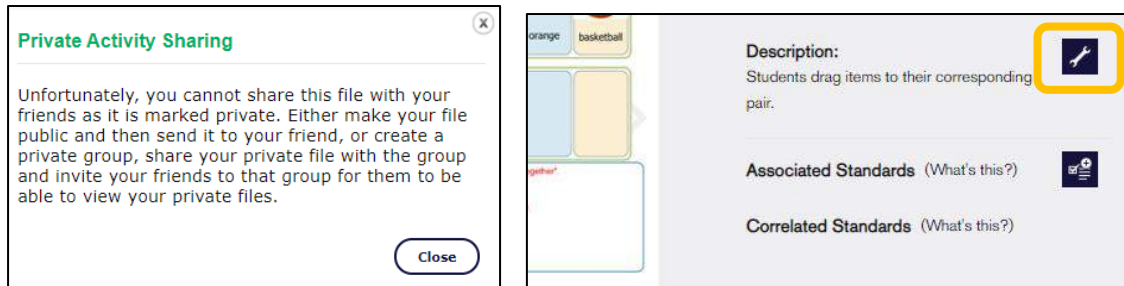 Private Activity Sharing
x
Unfortunately, you cannot share this file with your
friends as it is marked private. Either make your file
public and then send it to your friend, or create a
private group, share your private file with the group
and invite your friends to that group for them to be
able to view your private files.
Close
orange basketball
together"
Description:
Students drag items to their corresponding
pair.
Associated Standards (What's this?)
Correlated Standards (What's this?)